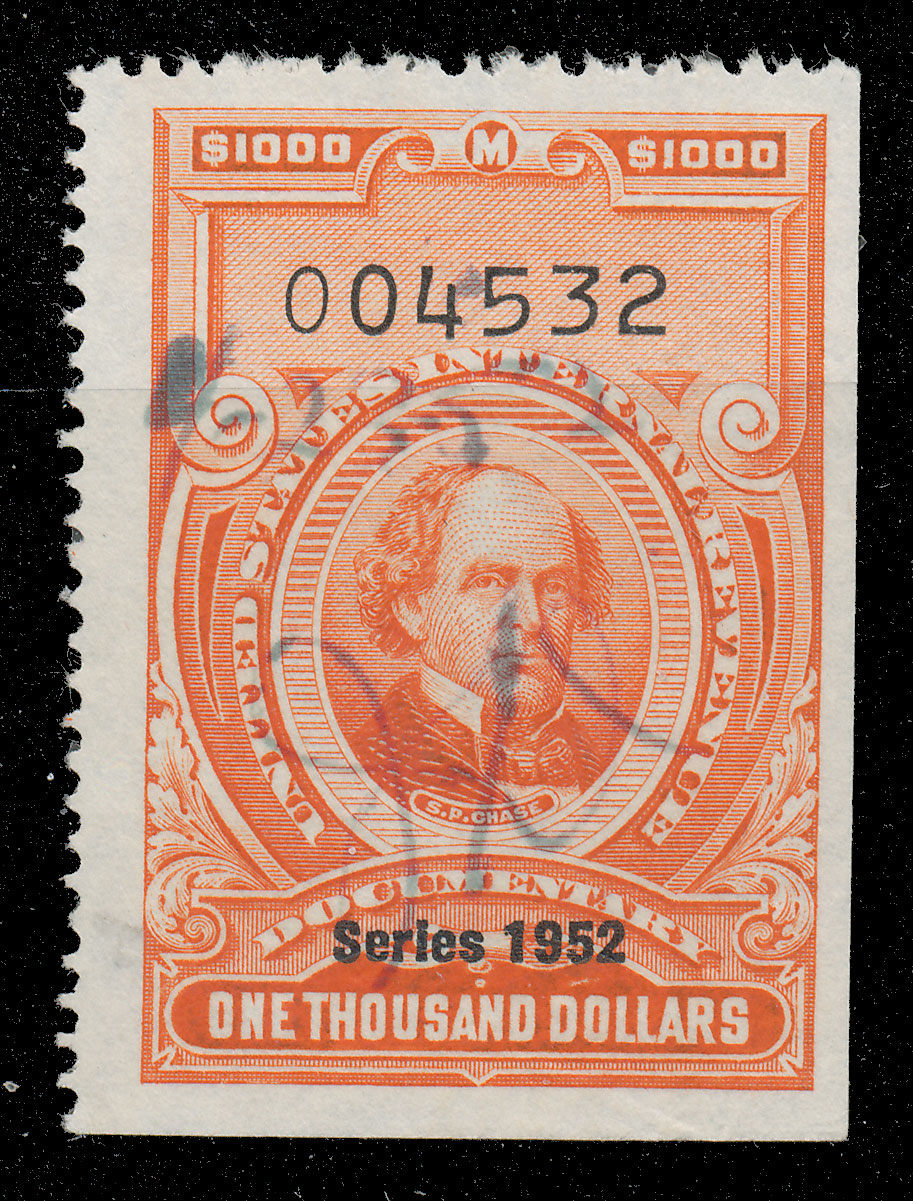 $1000 M $1000
004532
UNITED STATES INTERNAL REVENUE
S.P. CHASE
DOCUMENTARY
Series 1952
ONE THOUSAND DOLLARS